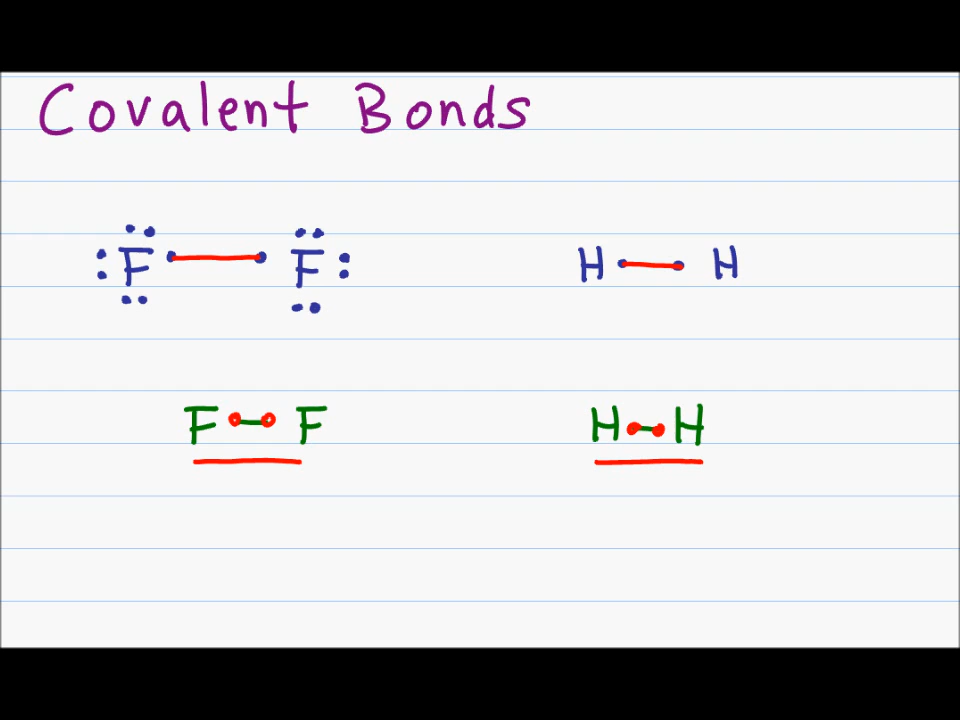 Covalent Bonds
:F̤̈ •—• F̤̈: H •—• H
F •—• F H •—• H